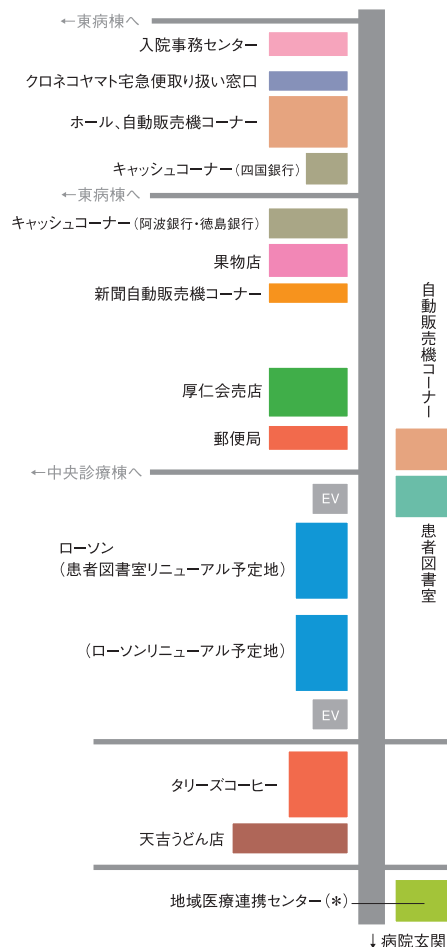 ←東病棟へ
入院事務センター
クロネコヤマト宅急便取り扱い窓口
ホール、自動販売機コーナー
キャッシュコーナー(四国銀行)
←東病棟へ
キャッシュコーナー(阿波銀行・徳島銀行)
果物店
新聞自動販売機コーナー
自動販売機コーナー
厚仁会売店
郵便局
←中央診療棟へ
EV
患者図書室
ローソン
(患者図書室リニューアル予定地)
(ローソンリニューアル予定地)
EV
タリーズコーヒー
天吉うどん店
地域医療連携センター(*)
↓病院玄関